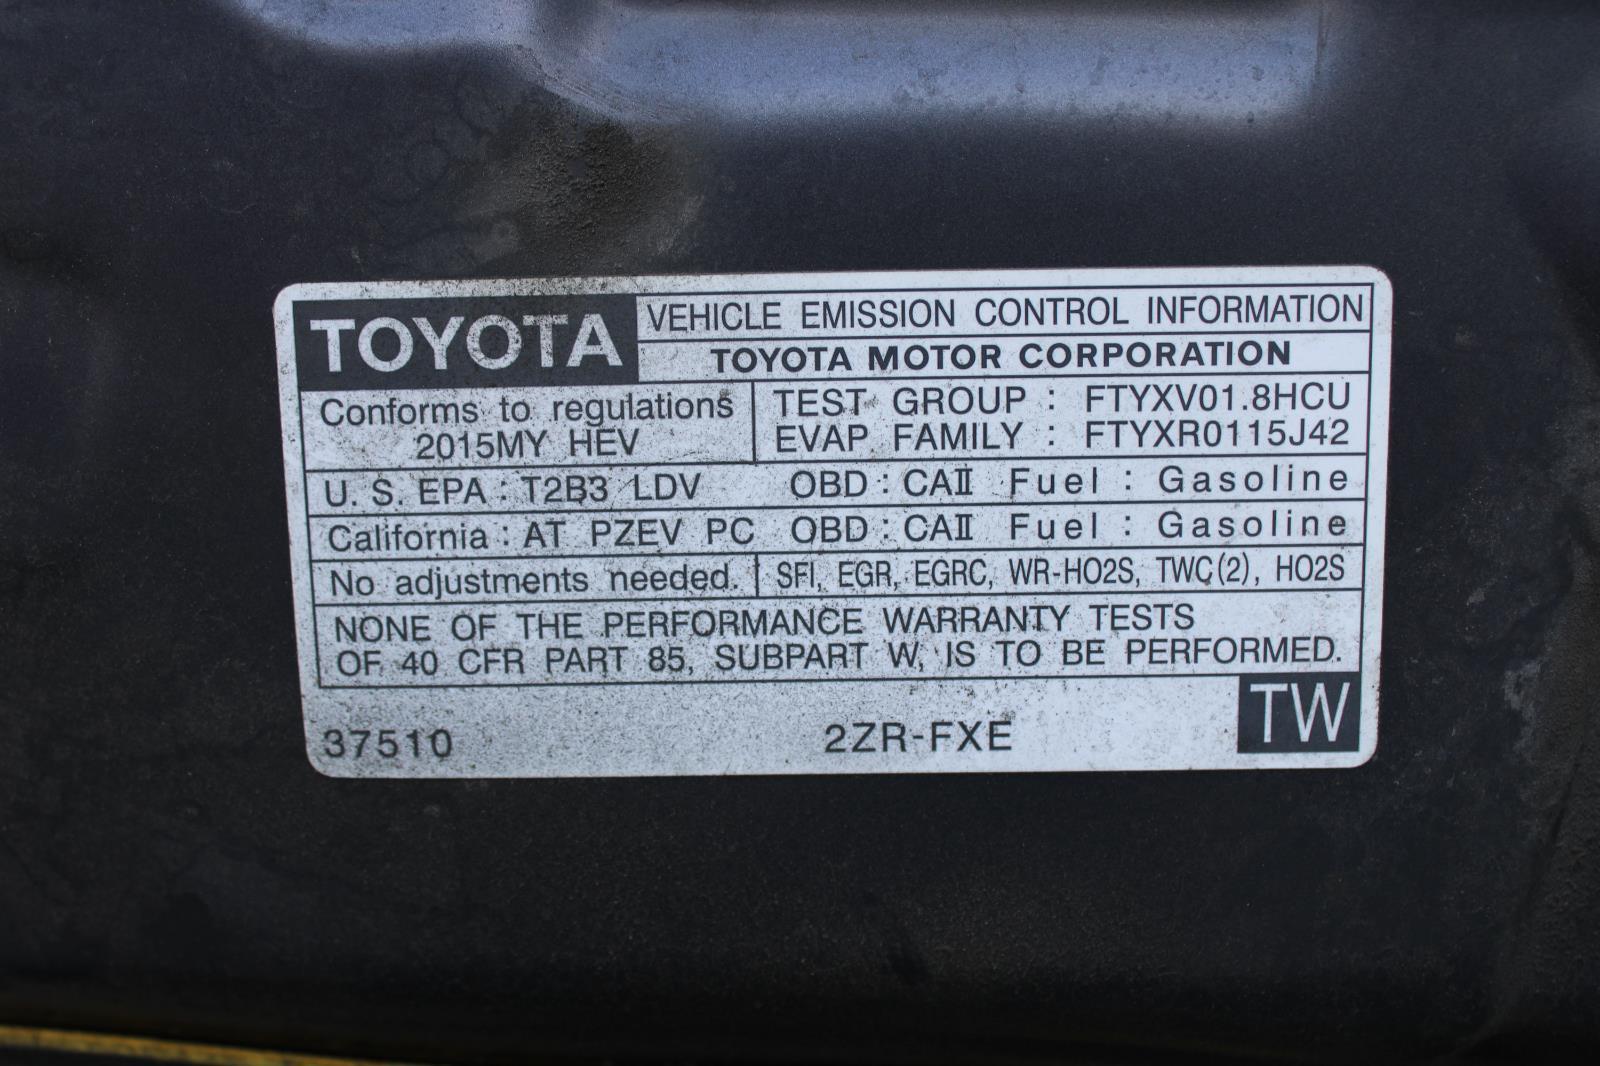 TOYOTA
VEHICLE EMISSION CONTROL INFORMATION
TOYOTA MOTOR CORPORATION
Conforms to regulations
2015MY HEV
TEST GROUP : FTYXV01.8HCU
EVAP FAMILY : FTYXR0115J42
U. S. EPA : T2B3 LDV OBD : CAⅡ Fuel : Gasoline
California : AT PZEV PC OBD : CAⅡ Fuel : Gasoline
No adjustments needed. SFI, EGR, EGRC, WR-HO2S, TWC(2), HO2S
NONE OF THE PERFORMANCE WARRANTY TESTS
OF 40 CFR PART 85, SUBPART W, IS TO BE PERFORMED.
37510 2ZR-FXE TW